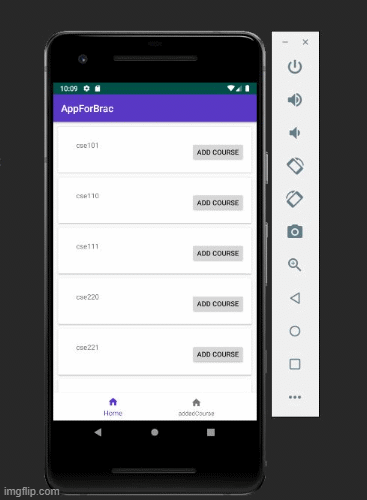 10:09
AppForBrac
cse101
ADD COURSE
cse110
ADD COURSE
cse111
ADD COURSE
cse220
ADD COURSE
cse221
ADD COURSE
Home
addedCourse
imgflip.com